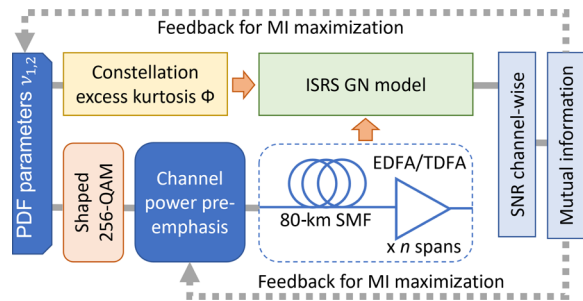 Feedback for MI maximization
PDF parameters ν1,2
Constellation
excess kurtosis Φ
ISRS GN model
SNR channel-wise
Mutual information
Shaped
256-QAM
Channel
power pre-
emphasis
EDFA/TDFA
80-km SMF
x n spans
Feedback for MI maximization